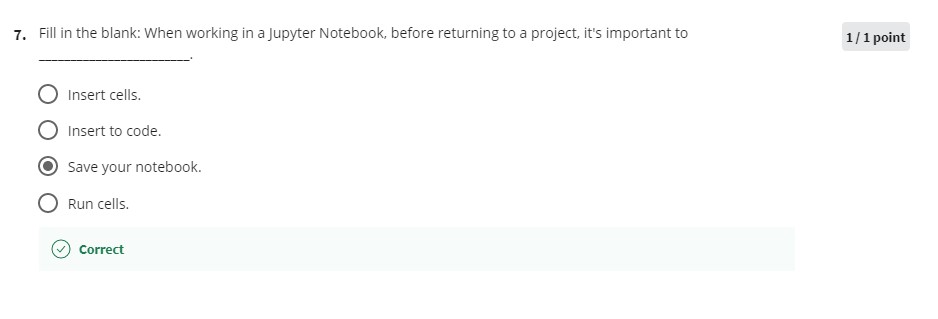 7. Fill in the blank: When working in a Jupyter Notebook, before returning to a project, it's important to
1 / 1 point
_________________________.
Insert cells.
Insert to code.
Save your notebook.
Run cells.
Correct